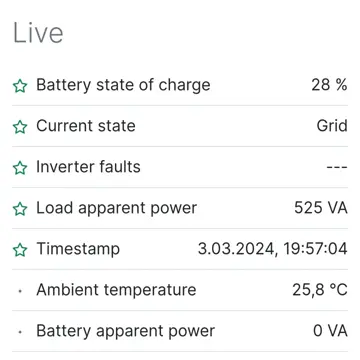 Live
Battery state of charge 28 %
Current state Grid
Inverter faults ---
Load apparent power 525 VA
Timestamp 3.03.2024, 19:57:04
Ambient temperature 25,8 °C
Battery apparent power 0 VA